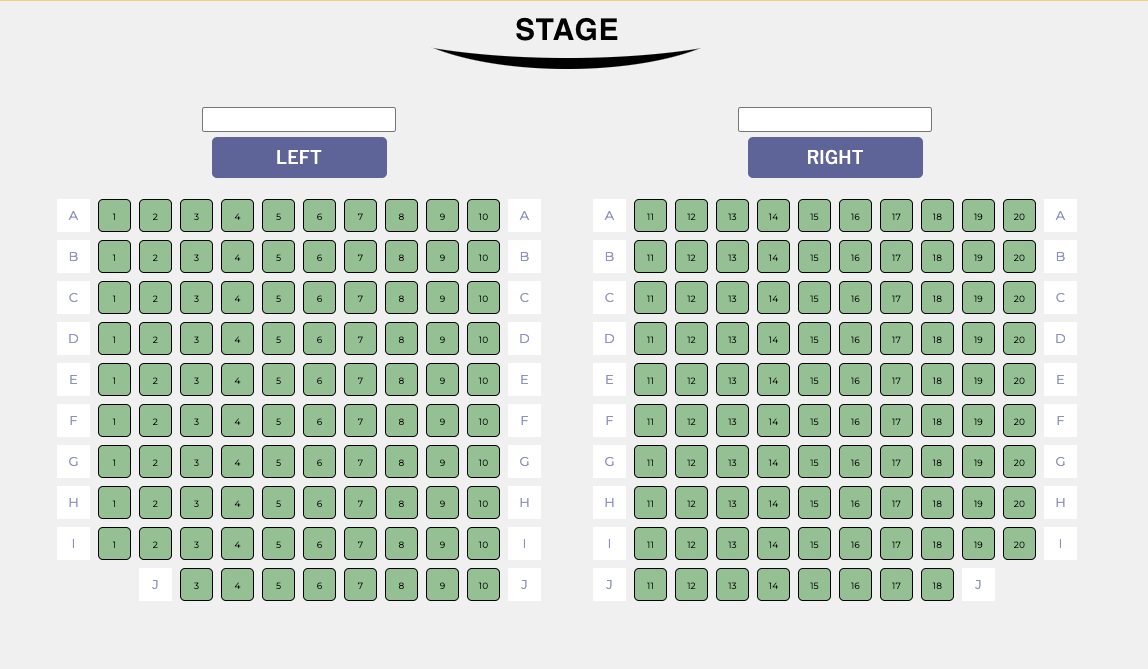 STAGE
LEFT RIGHT
A 1 2 3 4 5 6 7 8 9 10 A A 11 12 13 14 15 16 17 18 19 20 A
B 1 2 3 4 5 6 7 8 9 10 B B 11 12 13 14 15 16 17 18 19 20 B
C 1 2 3 4 5 6 7 8 9 10 C C 11 12 13 14 15 16 17 18 19 20 C
D 1 2 3 4 5 6 7 8 9 10 D D 11 12 13 14 15 16 17 18 19 20 D
E 1 2 3 4 5 6 7 8 9 10 E E 11 12 13 14 15 16 17 18 19 20 E
F 1 2 3 4 5 6 7 8 9 10 F F 11 12 13 14 15 16 17 18 19 20 F
G 1 2 3 4 5 6 7 8 9 10 G G 11 12 13 14 15 16 17 18 19 20 G
H 1 2 3 4 5 6 7 8 9 10 H H 11 12 13 14 15 16 17 18 19 20 H
I 1 2 3 4 5 6 7 8 9 10 I I 11 12 13 14 15 16 17 18 19 20 I
J 3 4 5 6 7 8 9 10 J J 11 12 13 14 15 16 17 18 J